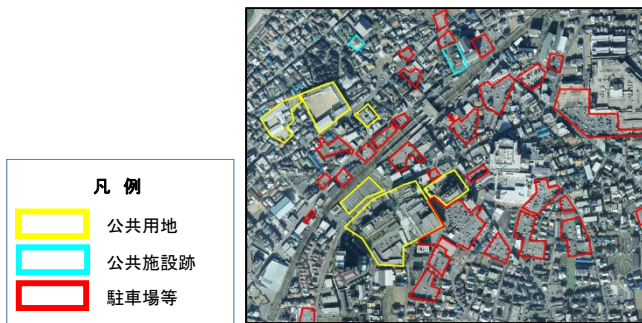 凡 例
公共用地
公共施設跡
駐車場等